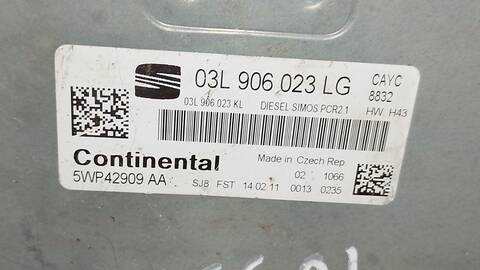 03L 906 023 LG CAYC
8832
03L 906 023 KL DIESEL-SIMOS PCR2.1 HW H43
Continental Made in Czech Rep
02 1066
5WP42909 AA SJB FST 14 02 11 0013 0235